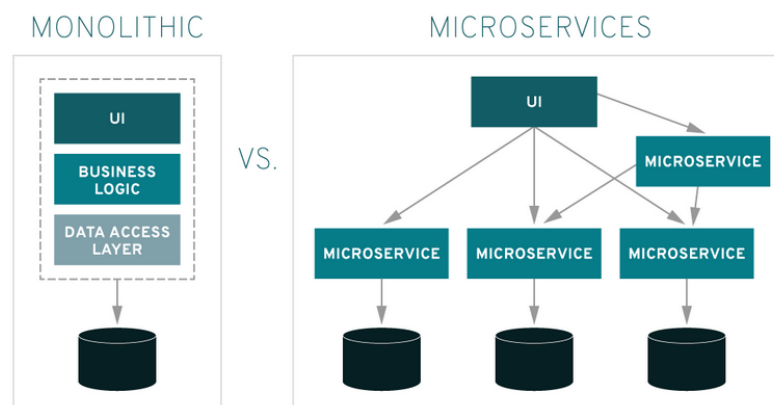 MONOLITHIC
UI
BUSINESS
LOGIC
DATA ACCESS
LAYER
VS.
MICROSERVICES
UI
MICROSERVICE
MICROSERVICE
MICROSERVICE
MICROSERVICE